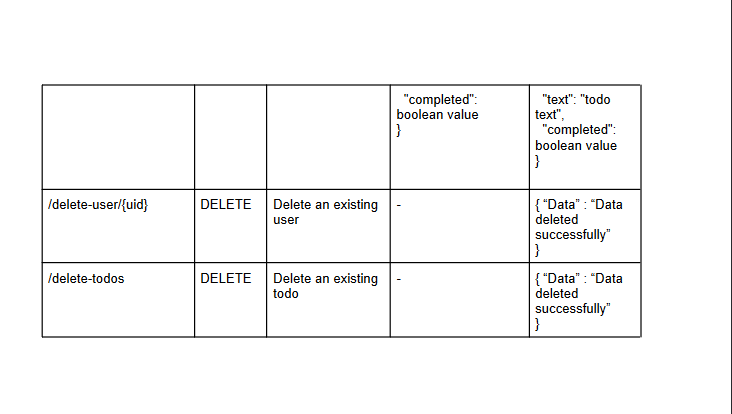 "completed":
boolean value
}
"text": "todo
text",
"completed":
boolean value
}
/delete-user/{uid}
DELETE
Delete an existing
user
-
{ “Data” : “Data
deleted
successfully”
}
/delete-todos
DELETE
Delete an existing
todo
-
{ “Data” : “Data
deleted
successfully”
}